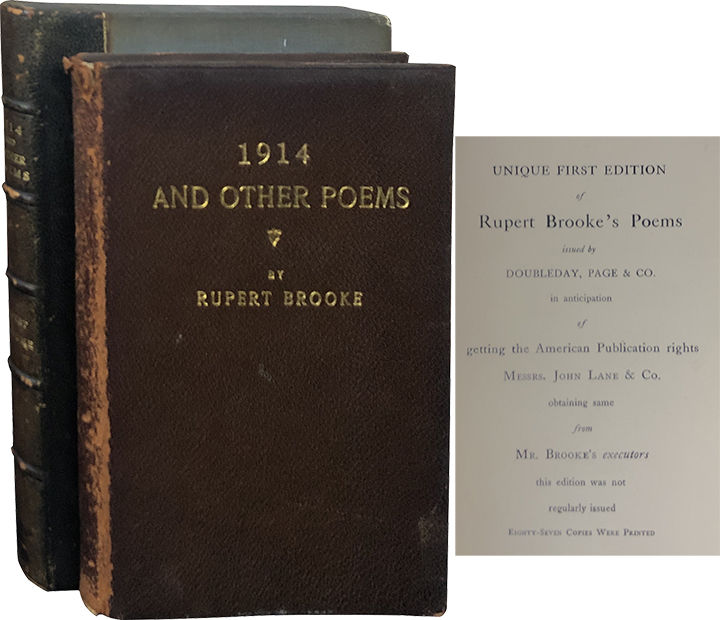 1914
AND OTHER POEMS
BY
RUPERT BROOKE
UNIQUE FIRST EDITION
of
Rupert Brooke's Poems
issued by
DOUBLEDAY, PAGE & CO.
in anticipation
of
getting the American Publication rights
MESSRS. JOHN LANE & CO.
obtaining same
from
MR. BROOKE'S executors
this edition was not
regularly issued
EIGHTY-SEVEN COPIES WERE PRINTED